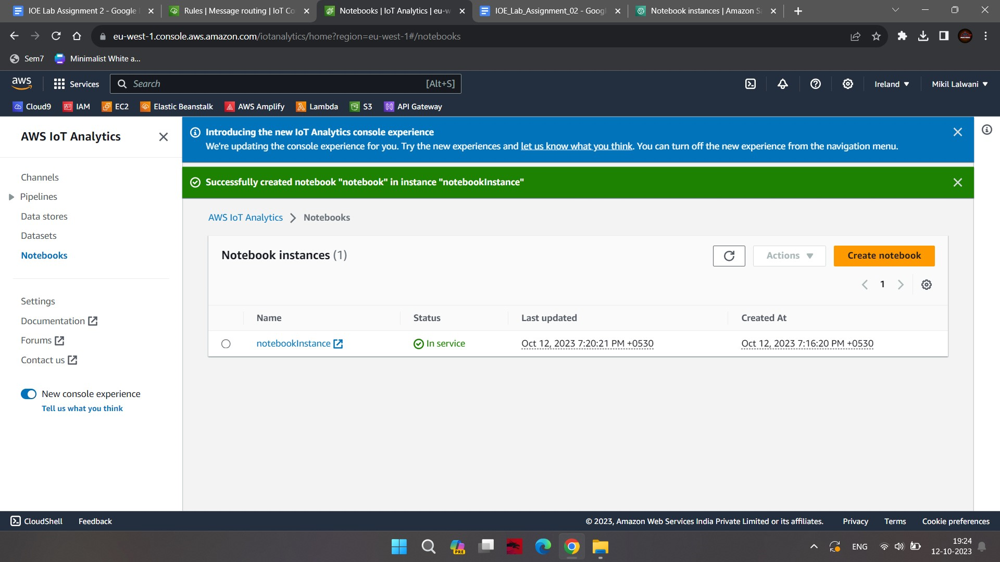 IOE Lab Assignment 2 - Google
Rules | Message routing | IoT Co
Notebooks | IoT Analytics | eu-w
IOE_Lab_Assignment_02 - Googl
Notebook instances | Amazon S
eu-west-1.console.aws.amazon.com/iotanalytics/home?region=eu-west-1#/notebooks
Sem7
Minimalist White a...
aws
Services
Search
[Alt+S]
Ireland
Mikil Lalwani
Cloud9
IAM
EC2
Elastic Beanstalk
AWS Amplify
Lambda
S3
API Gateway
AWS IoT Analytics
Channels
Pipelines
Data stores
Datasets
Notebooks
Settings
Documentation
Forums
Contact us
New console experience
Tell us what you think
Introducing the new IoT Analytics console experience
We're updating the console experience for you. Try the new experiences and let us know what you think. You can turn off the new experience from the navigation menu.
Successfully created notebook "notebook" in instance "notebookInstance"
AWS IoT Analytics
Notebooks
Notebook instances (1)
Actions
Create notebook
1
Name
Status
Last updated
Created At
notebookInstance
In service
Oct 12, 2023 7:20:21 PM +0530
Oct 12, 2023 7:16:20 PM +0530
CloudShell
Feedback
© 2023, Amazon Web Services India Private Limited or its affiliates.
Privacy
Terms
Cookie preferences
PRE
ENG
19:24
12-10-2023